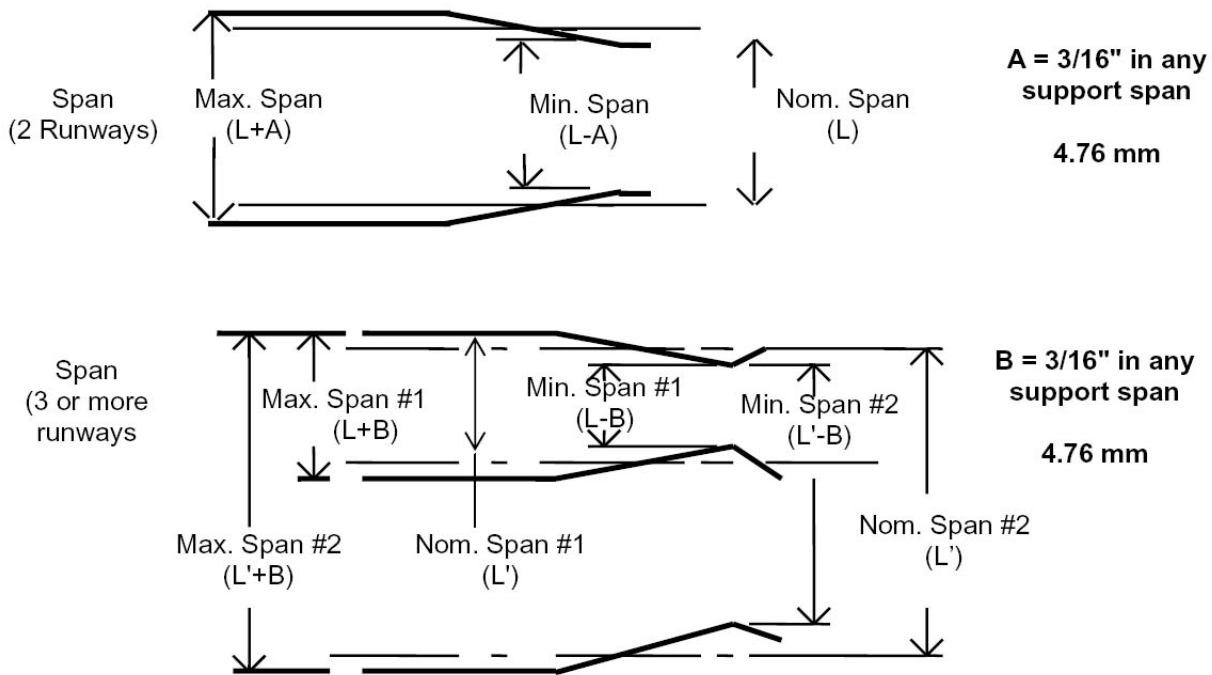 Span
(2 Runways)
Max. Span
(L+A)
Min. Span
(L-A)
Nom. Span
(L)
A = 3/16" in any
support span
4.76 mm
Span
(3 or more
runways
Max. Span #1
(L+B)
Min. Span #1
(L-B)
Min. Span #2
(L'-B)
B = 3/16" in any
support span
4.76 mm
Max. Span #2
(L'+B)
Nom. Span #1
(L')
Nom. Span #2
(L’)